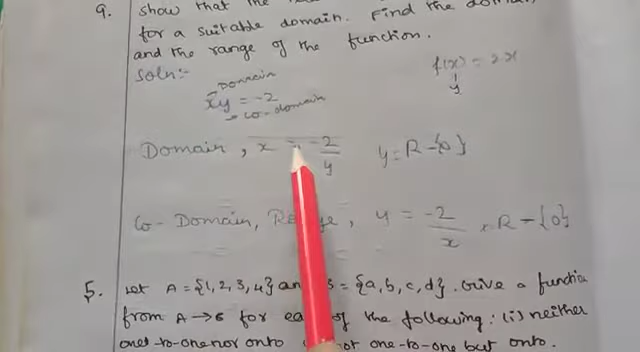 9. show that the
for a suitable domain. Find the domain
and the range of the function.
Soln:-
Domain
f(x) = 2x
xy = -2
y
→ co-domain
Domain, x = -2/y y = R-{0}
Co-Domain, Range, y = -2/x, R-{0}
5. Let A = {1,2,3,4} and B = {a,b,c,d}. Give a function
from A→B for each of the following: (i) neither
one-to-one nor onto not one-to-one but onto.